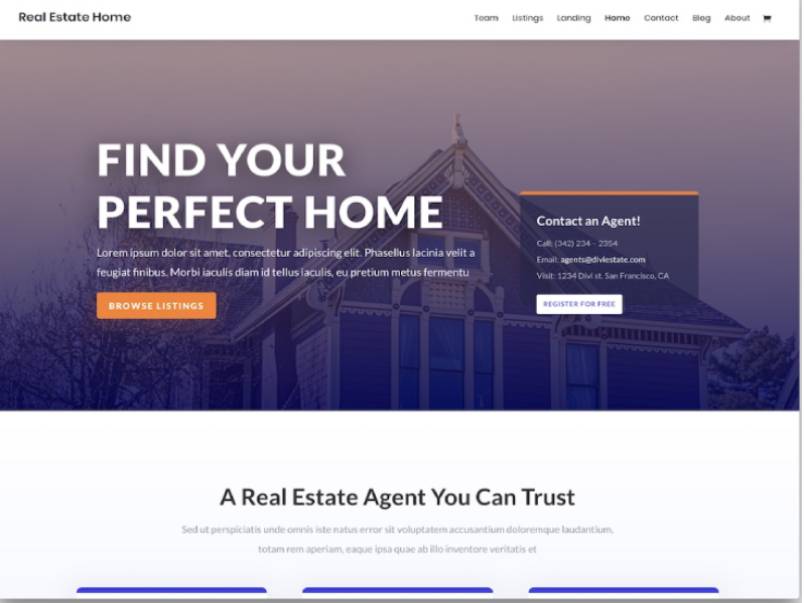 Real Estate Home
Team Listings Landing Home Contact Blog About
FIND YOUR
PERFECT HOME
Lorem ipsum dolor sit amet, consectetur adipiscing elit. Phasellus lacinia velit a
feugiat finibus. Morbi iaculis diam id tellus iaculis, eu pretium metus fermentu
BROWSE LISTINGS
Contact an Agent!
Call: (342) 234 - 2354
Email: agents@diviestate.com
Visit: 1234 Divi st. San Francisco, CA
REGISTER FOR FREE
A Real Estate Agent You Can Trust
Sed ut perspiciatis unde omnis iste natus error sit voluptatem accusantium doloremque laudantium,
totam rem aperiam, eaque ipsa quae ab illo inventore veritatis et